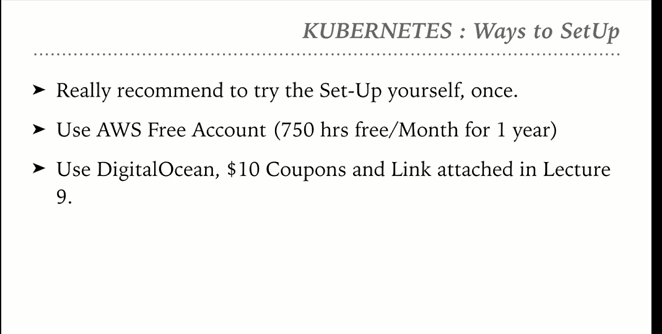 KUBERNETES : Ways to SetUp
➤ Really recommend to try the Set-Up yourself, once.
➤ Use AWS Free Account (750 hrs free/Month for 1 year)
➤ Use DigitalOcean, $10 Coupons and Link attached in Lecture
9.